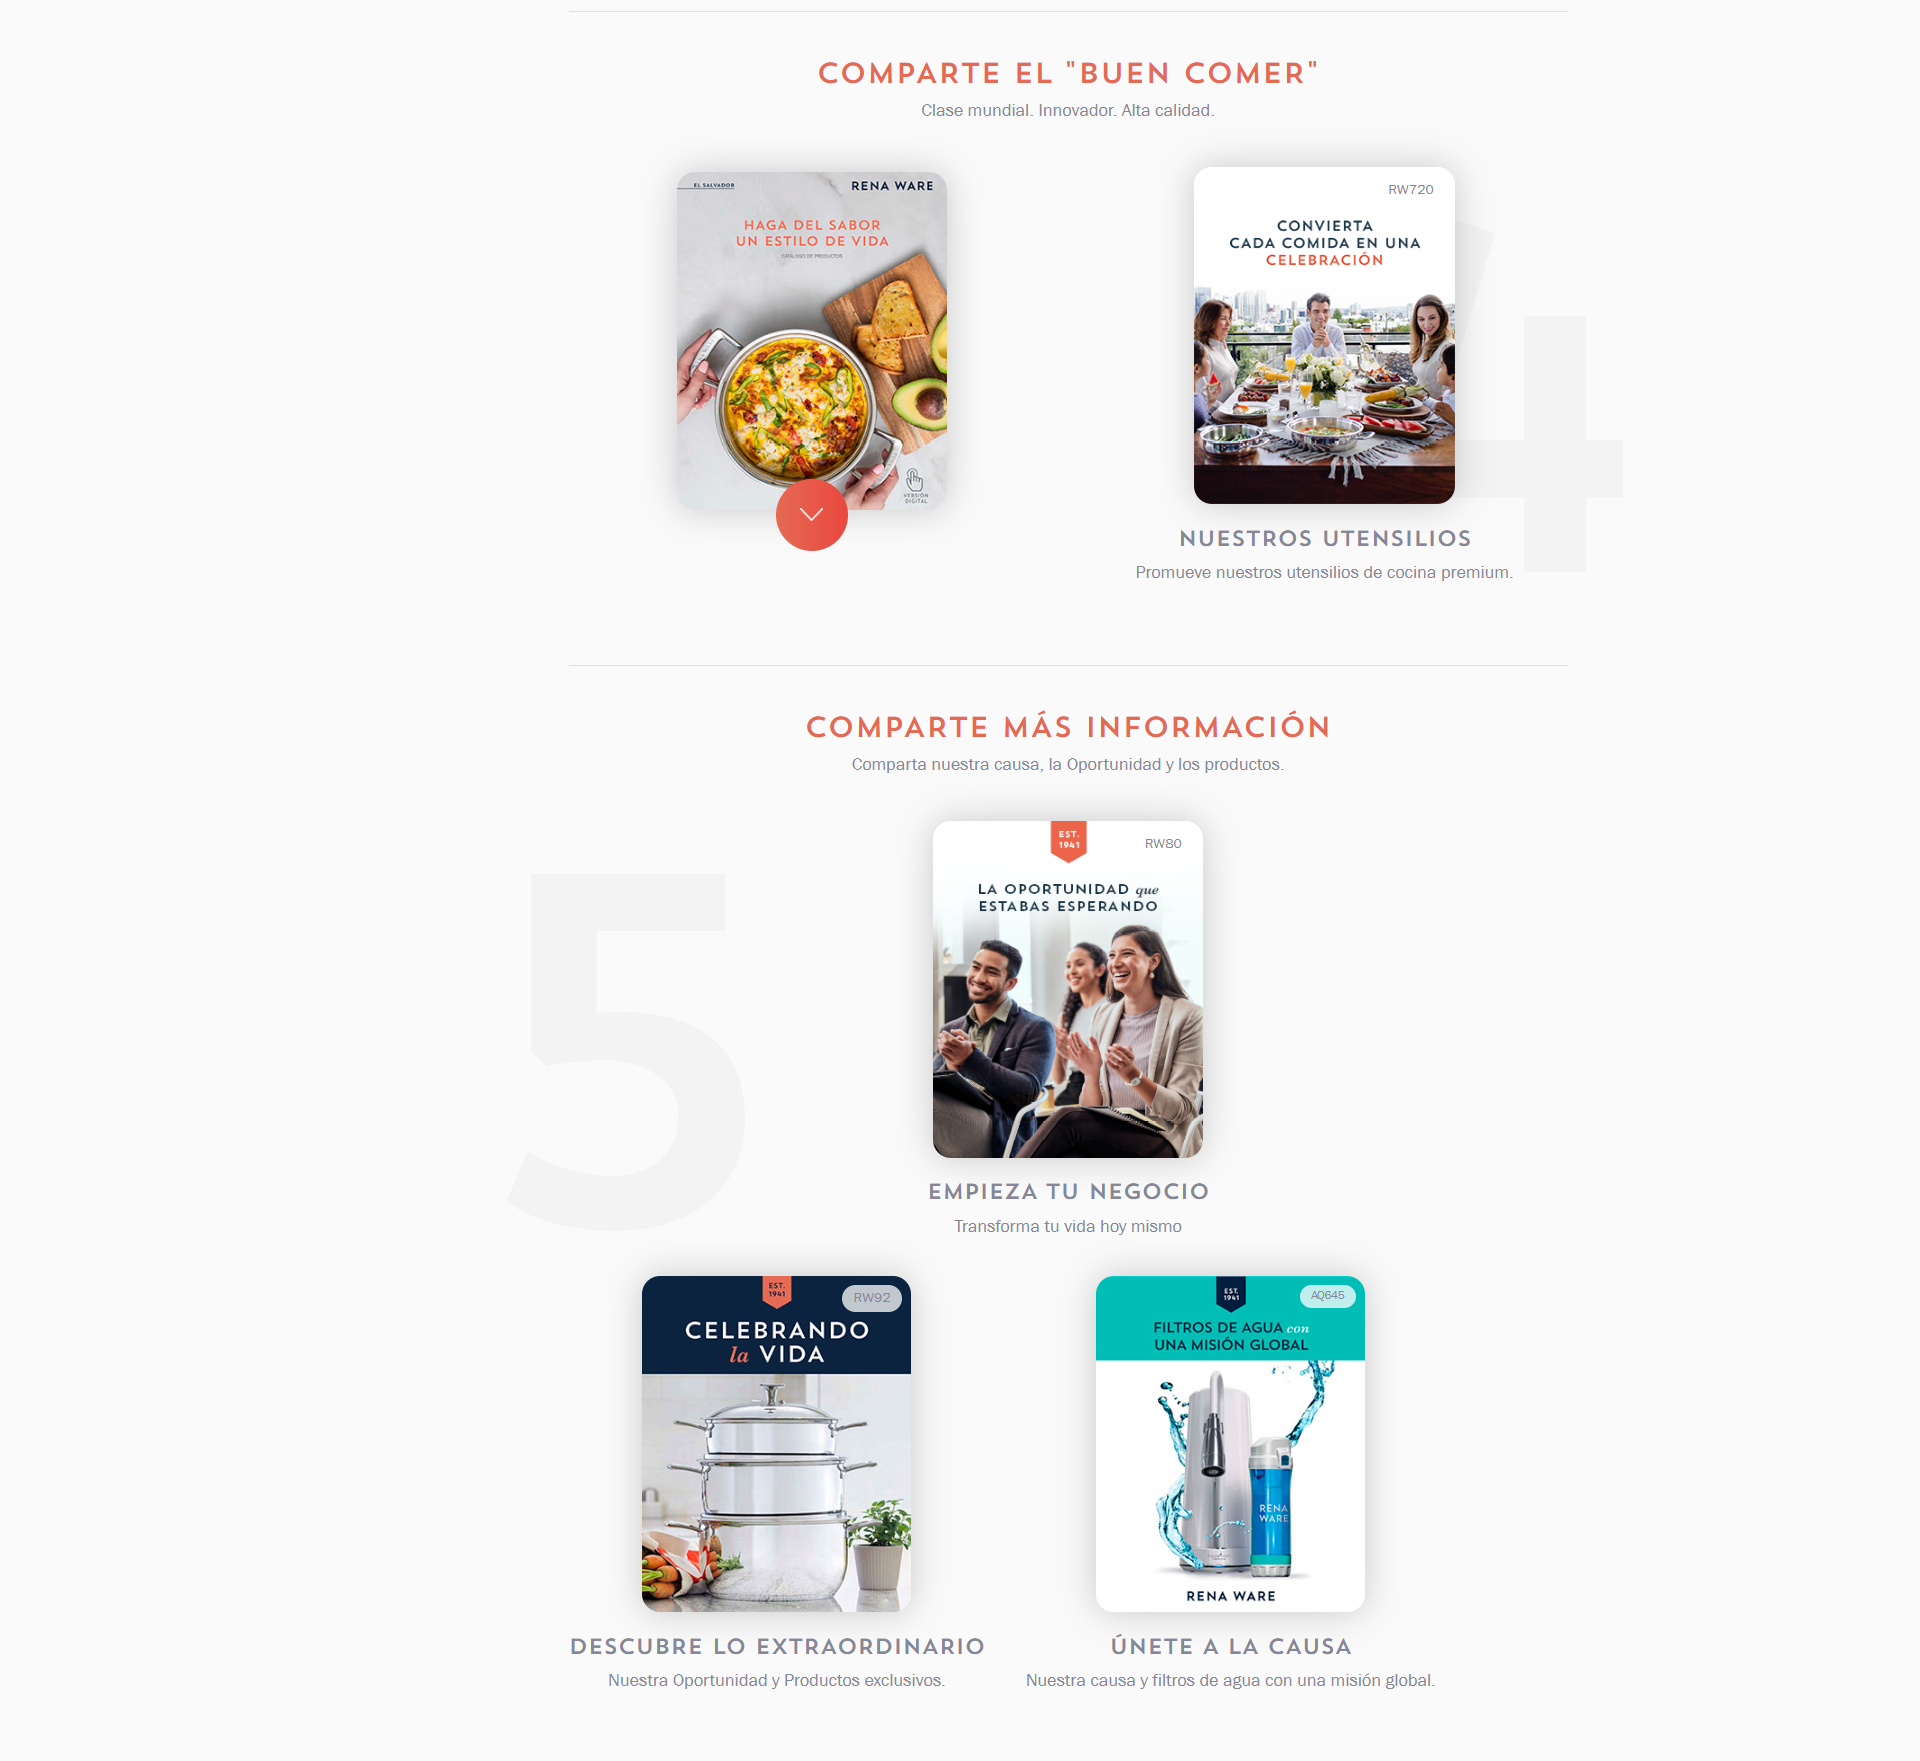 COMPARTE EL "BUEN COMER"
Clase mundial. Innovador. Alta calidad.
4
EL SALVADOR
RENA WARE
HAGA DEL SABOR
UN ESTILO DE VIDA
CATÁLOGO DE PRODUCTOS
VERSIÓN
DIGITAL
RW720
CONVIERTA
CADA COMIDA EN UNA
CELEBRACIÓN
NUESTROS UTENSILIOS
Promueve nuestros utensilios de cocina premium.
COMPARTE MÁS INFORMACIÓN
Comparta nuestra causa, la Oportunidad y los productos.
5
EST.
1941
RW80
LA OPORTUNIDAD que
ESTABAS ESPERANDO
EMPIEZA TU NEGOCIO
Transforma tu vida hoy mismo
EST.
1941
RW92
CELEBRANDO
la VIDA
DESCUBRE LO EXTRAORDINARIO
Nuestra Oportunidad y Productos exclusivos.
EST.
1941
AQ645
FILTROS DE AGUA con
UNA MISIÓN GLOBAL
RENA
WARE
RENA WARE
ÚNETE A LA CAUSA
Nuestra causa y filtros de agua con una misión global.